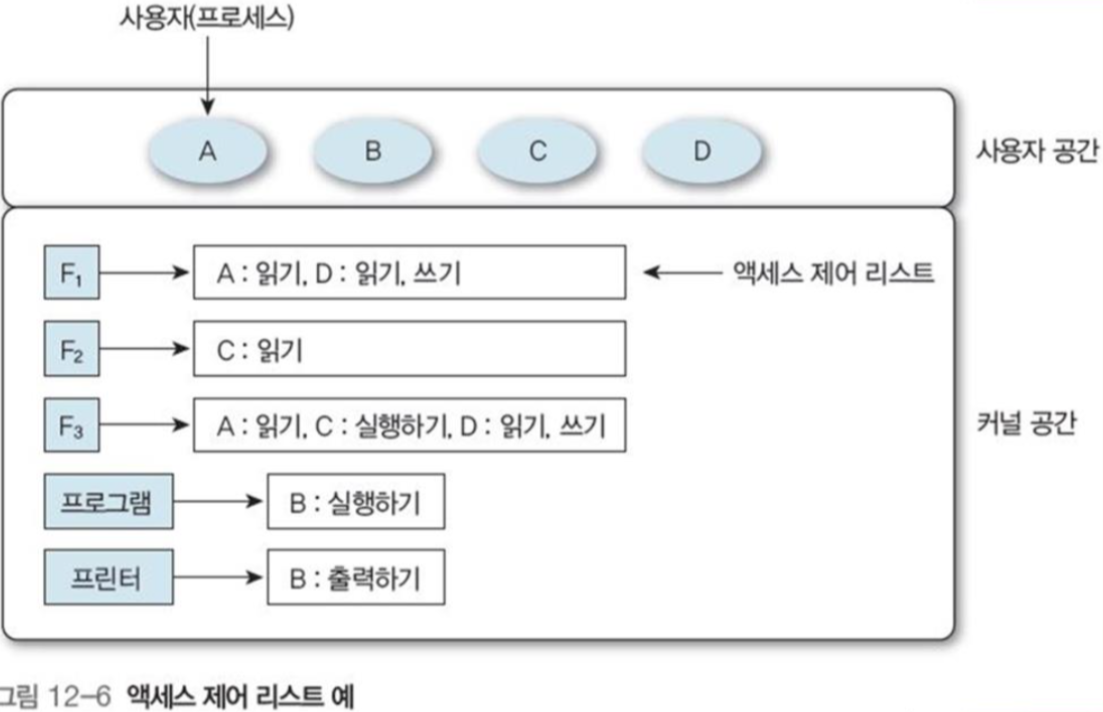 사용자(프로세스)
A B C D
사용자 공간
F₁ A : 읽기, D : 읽기, 쓰기 액세스 제어 리스트
F₂ C : 읽기
F₃ A : 읽기, C : 실행하기, D : 읽기, 쓰기
커널 공간
프로그램 B : 실행하기
프린터 B : 출력하기
그림 12-6 액세스 제어 리스트 예